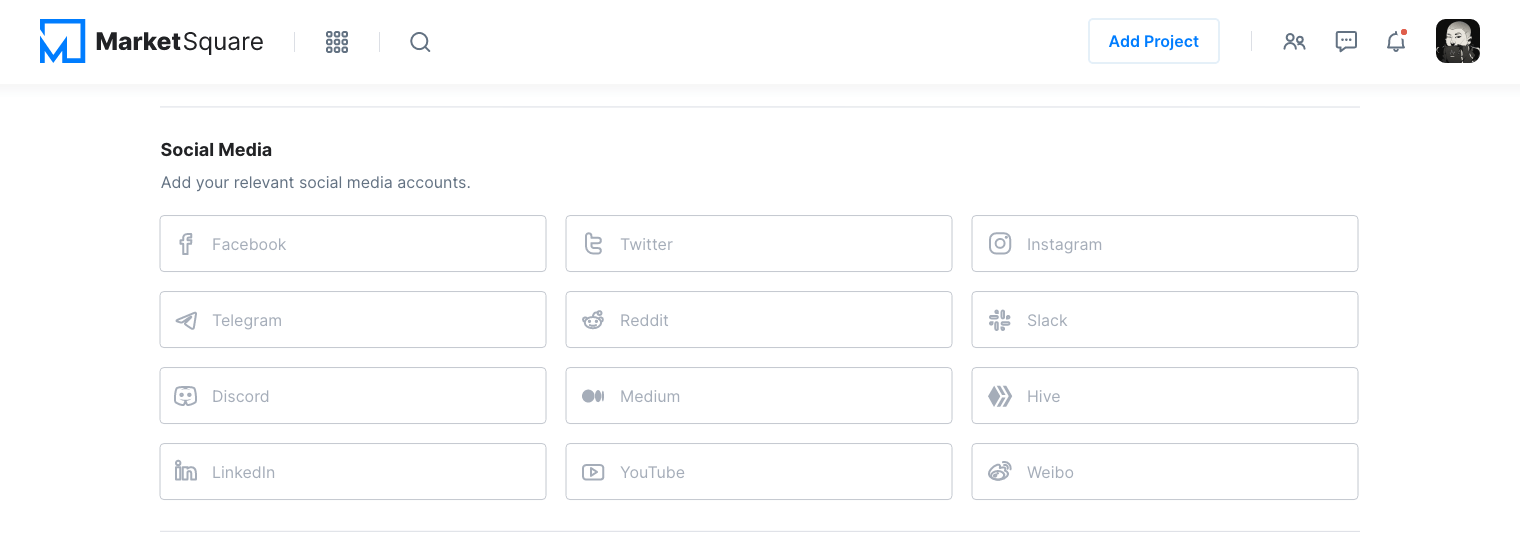 MarketSquare
Add Project
Social Media
Add your relevant social media accounts.
Facebook
Twitter
Instagram
Telegram
Reddit
Slack
Discord
Medium
Hive
LinkedIn
YouTube
Weibo